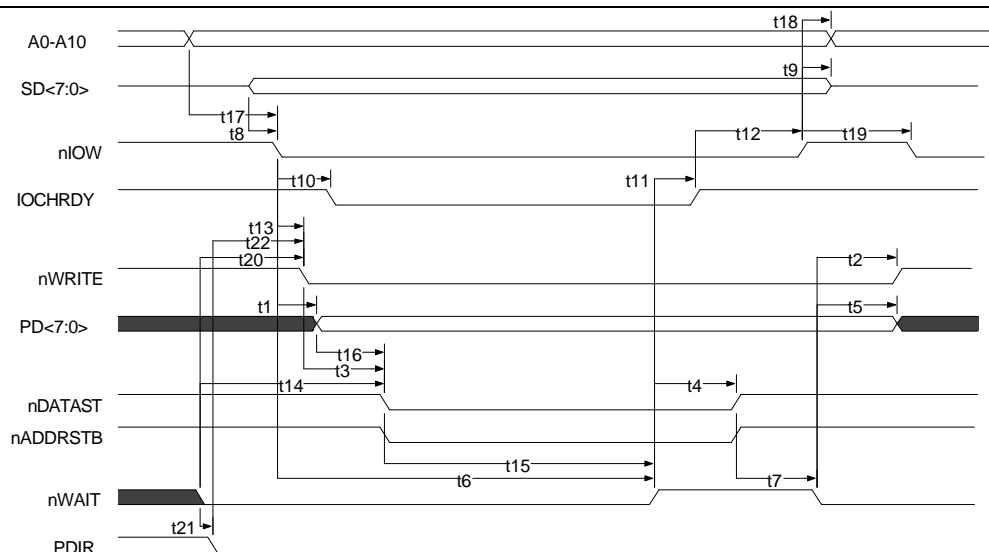 t18
A0-A10
t9
SD<7:0>
t17
t8 t12 t19
nIOW
t10 t11
IOCHRDY
t13
t22
t20 t2
nWRITE
t1 t5
PD<7:0>
t16
t3
t14 t4
nDATAST
nADDRSTB
t15
t6 t7
nWAIT
t21
PDIR